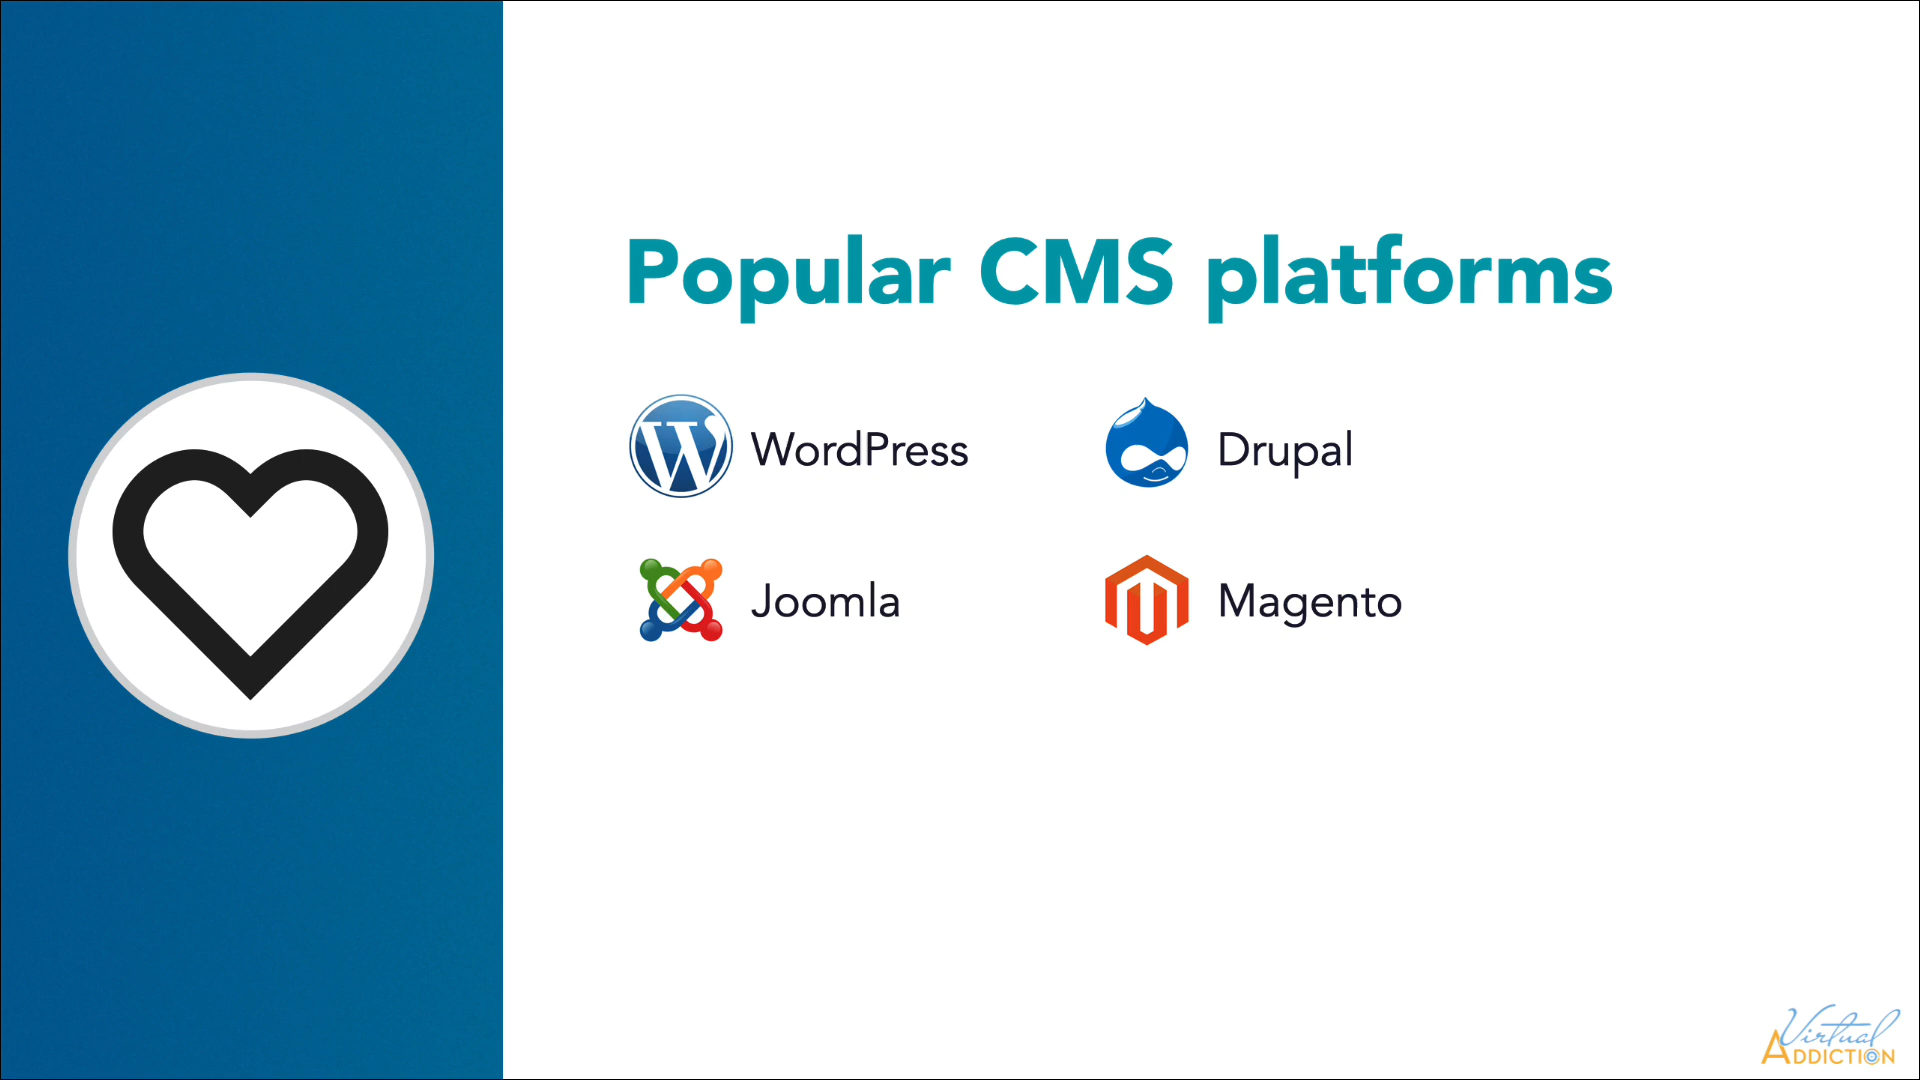 Popular CMS platforms
WordPress
Drupal
Joomla
Magento
Virtual
ADDICTION